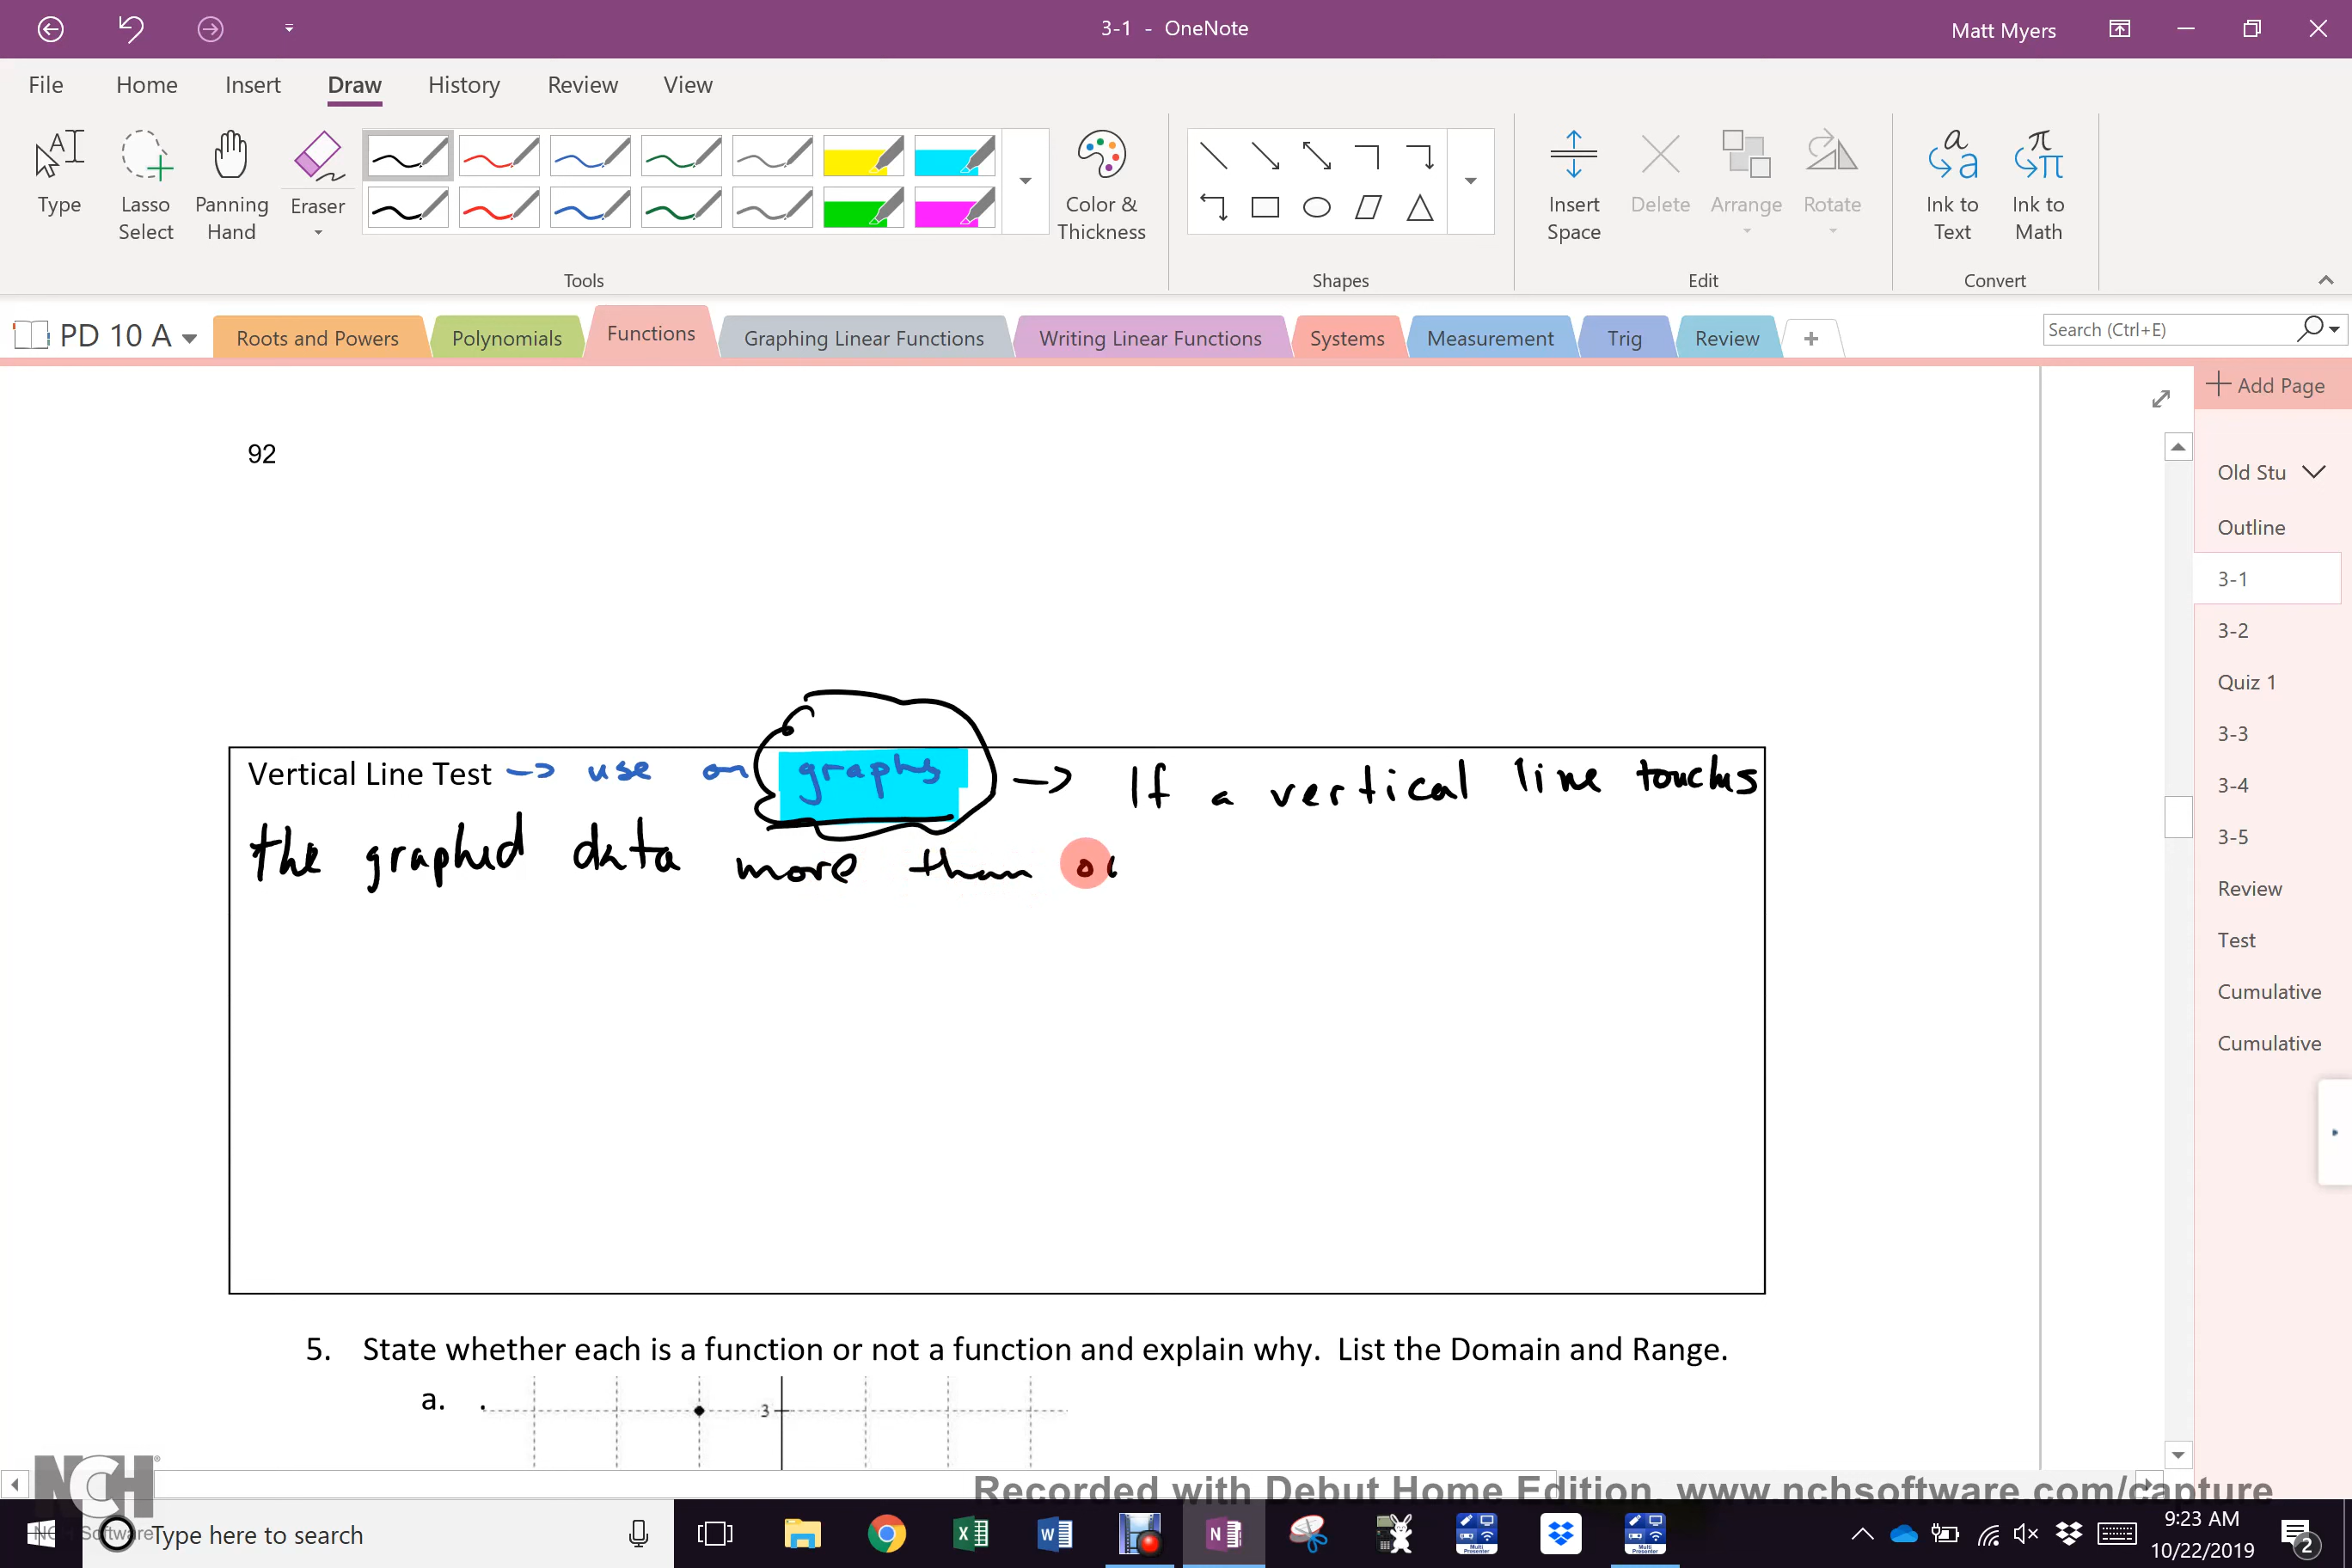 3-1 - OneNote
Matt Myers
File Home Insert Draw History Review View
Type
Lasso Select
Panning Hand
Eraser
Color & Thickness
Insert Space
Delete
Arrange
Rotate
Ink to Text
Ink to Math
Tools
Shapes
Edit
Convert
PD 10 A
Roots and Powers Polynomials Functions Graphing Linear Functions Writing Linear Functions Systems Measurement Trig Review
Search (Ctrl+E)
Add Page
Old Stu
Outline
3-1
3-2
Quiz 1
3-3
3-4
3-5
Review
Test
Cumulative
Cumulative
92
Vertical Line Test → use on graphs → If a vertical line touches
the graphed data more than
5. State whether each is a function or not a function and explain why. List the Domain and Range.
a. .
3
NCH
NCH Software
Recorded with Debut Home Edition. www.nchsoftware.com/capture
Type here to search
9:23 AM
10/22/2019
2